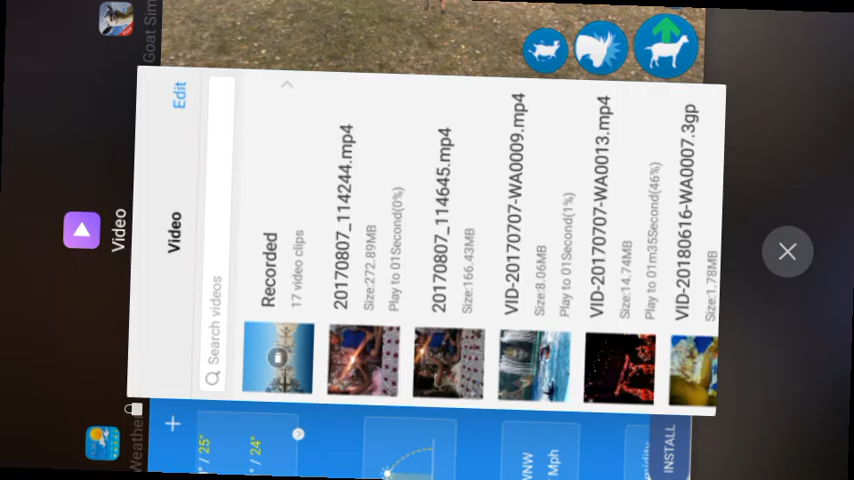 Goat Sim
Video
Video
Edit
Search videos
Recorded
17 video clips
20170807_114244.mp4
Size:272.89MB
Play to 01Second(0%)
20170807_114645.mp4
Size:166.43MB
VID-20170707-WA0009.mp4
Size:8.06MB
Play to 01Second(1%)
VID-20170707-WA0013.mp4
Size:14.74MB
Play to 01m35Second(46%)
VID-20180616-WA0007.3gp
Size:1.78MB
Weather
+
° / 25°
° / 24°
WNW
Mph
midity
INSTALL